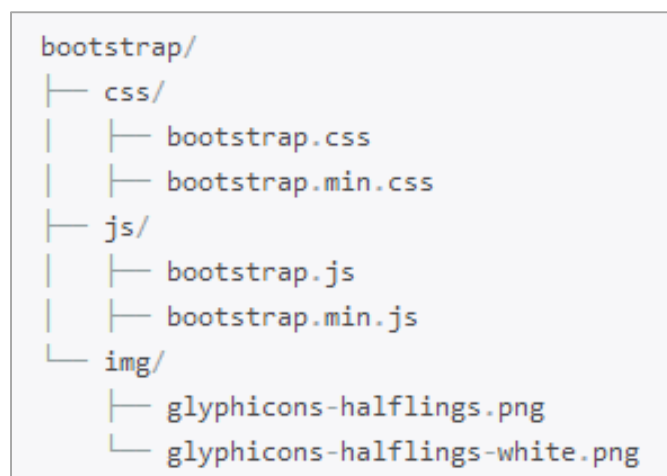 bootstrap/
├── css/
│   ├── bootstrap.css
│   ├── bootstrap.min.css
├── js/
│   ├── bootstrap.js
│   ├── bootstrap.min.js
└── img/
    ├── glyphicons-halflings.png
    └── glyphicons-halflings-white.png